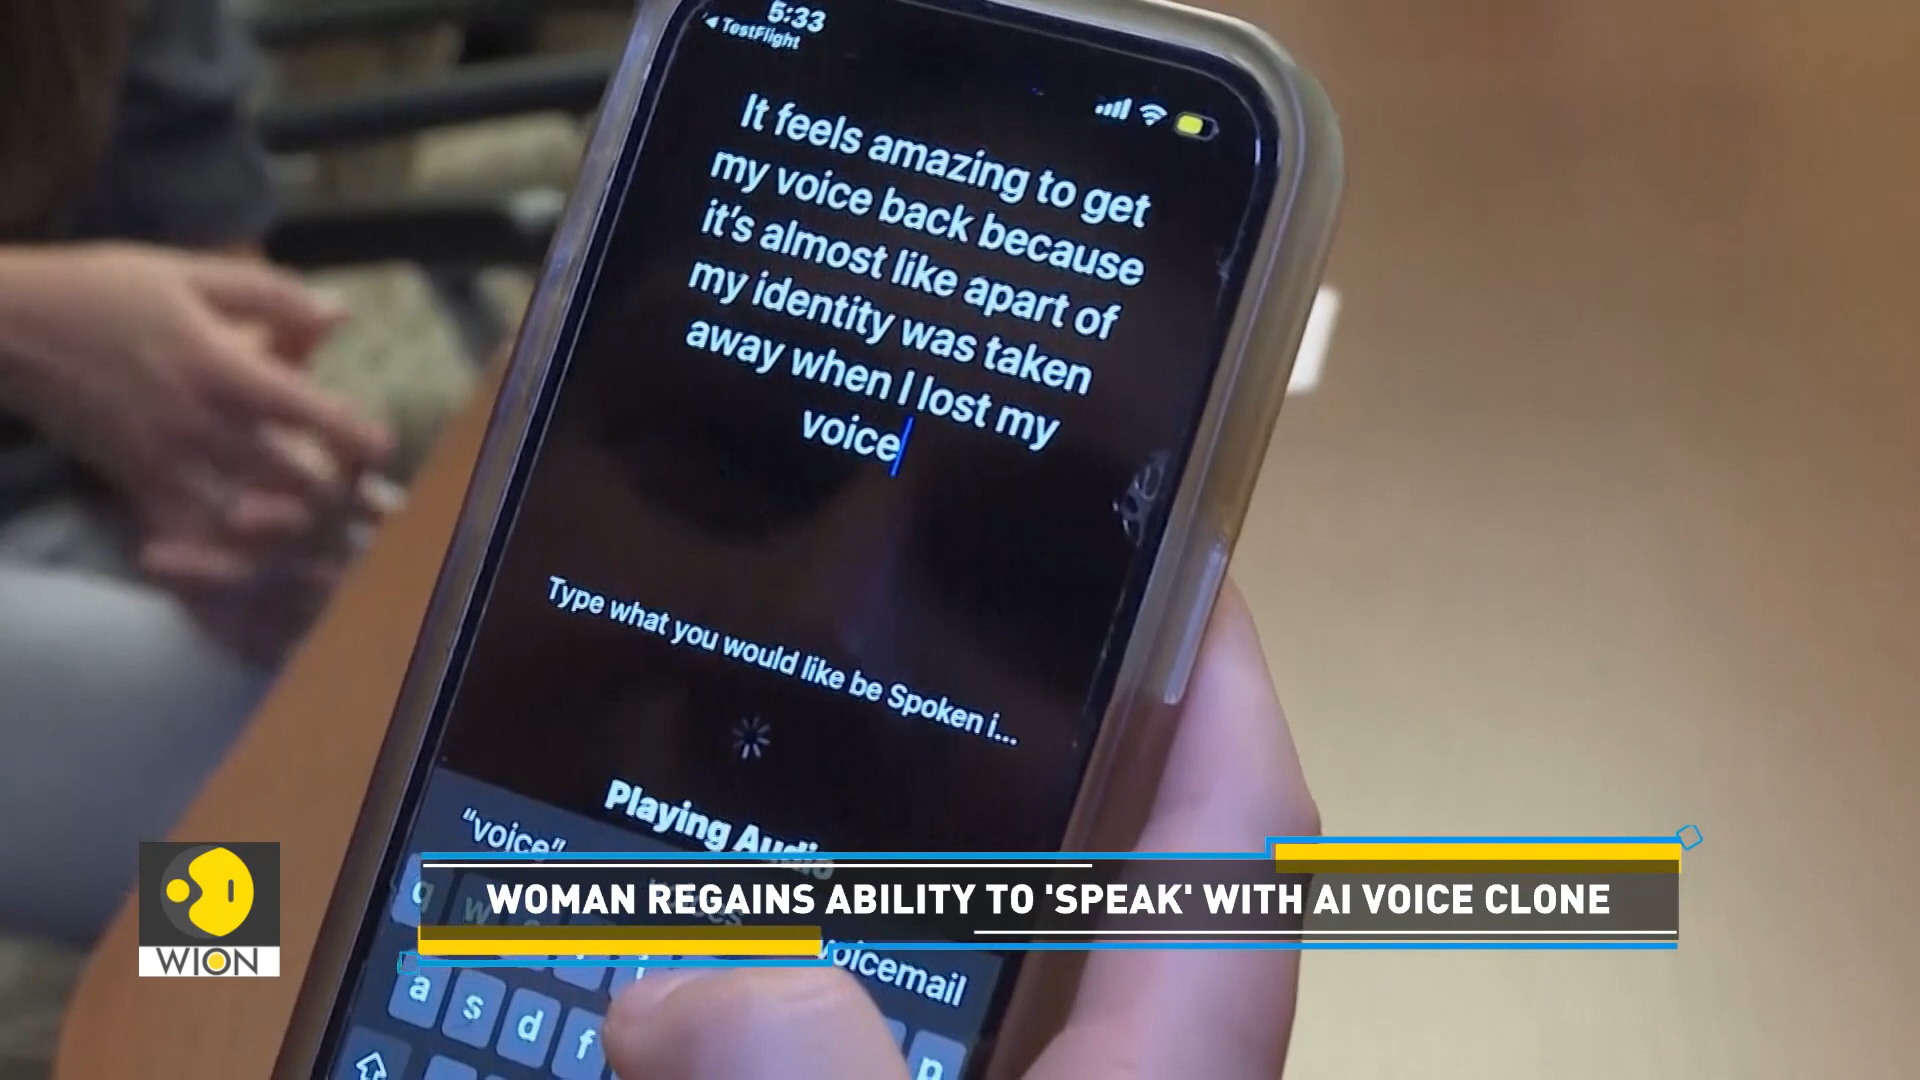 5:33
TestFlight
It feels amazing to get
my voice back because
it's almost like apart of
my identity was taken
away when I lost my
voice
Type what you would like be Spoken i...
Playing Audio
"voice"
voicemail
WOMAN REGAINS ABILITY TO 'SPEAK' WITH AI VOICE CLONE
WION
q w
a s d f
p